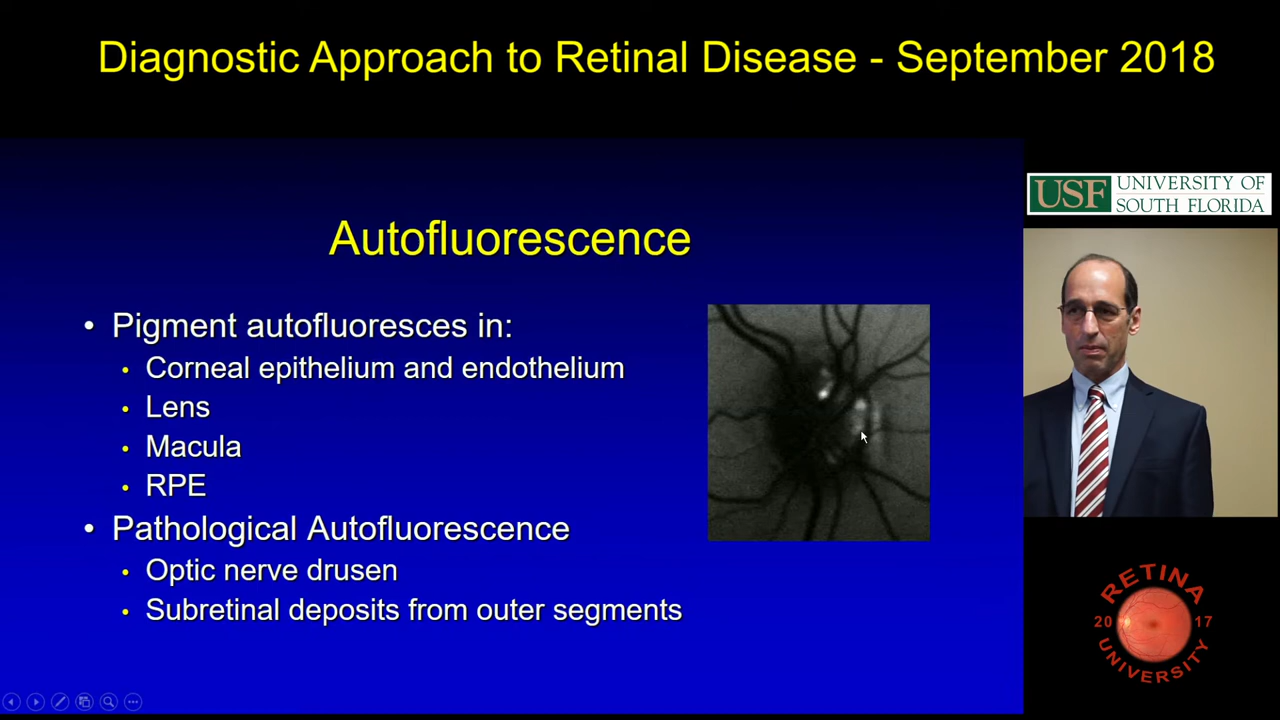 Diagnostic Approach to Retinal Disease - September 2018
USF UNIVERSITY OF
SOUTH FLORIDA
Autofluorescence
• Pigment autofluoresces in:
• Corneal epithelium and endothelium
• Lens
• Macula
• RPE
• Pathological Autofluorescence
• Optic nerve drusen
• Subretinal deposits from outer segments
RETINA
20 17
UNIVERSITY